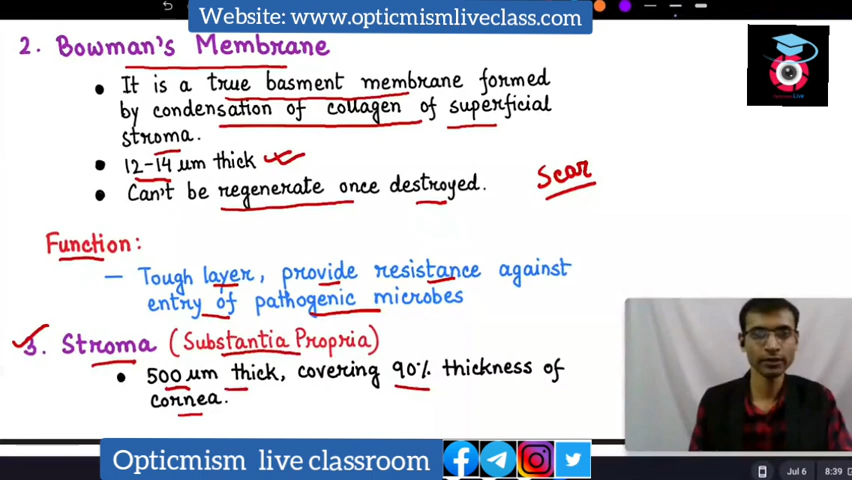 Website: www.opticmismliveclass.com
2. Bowman's Membrane
• It is a true basment membrane formed
by condensation of collagen of superficial
stroma.
• 12-14 um thick
• Can't be regenerate once destroyed.
Scar
Function:
- Tough layer, provide resistance against
entry of pathogenic microbes
3. Stroma (Substantia Propria)
• 500 um thick, covering 90% thickness of
cornea.
Opticmism live classroom
Jul 6
8:39